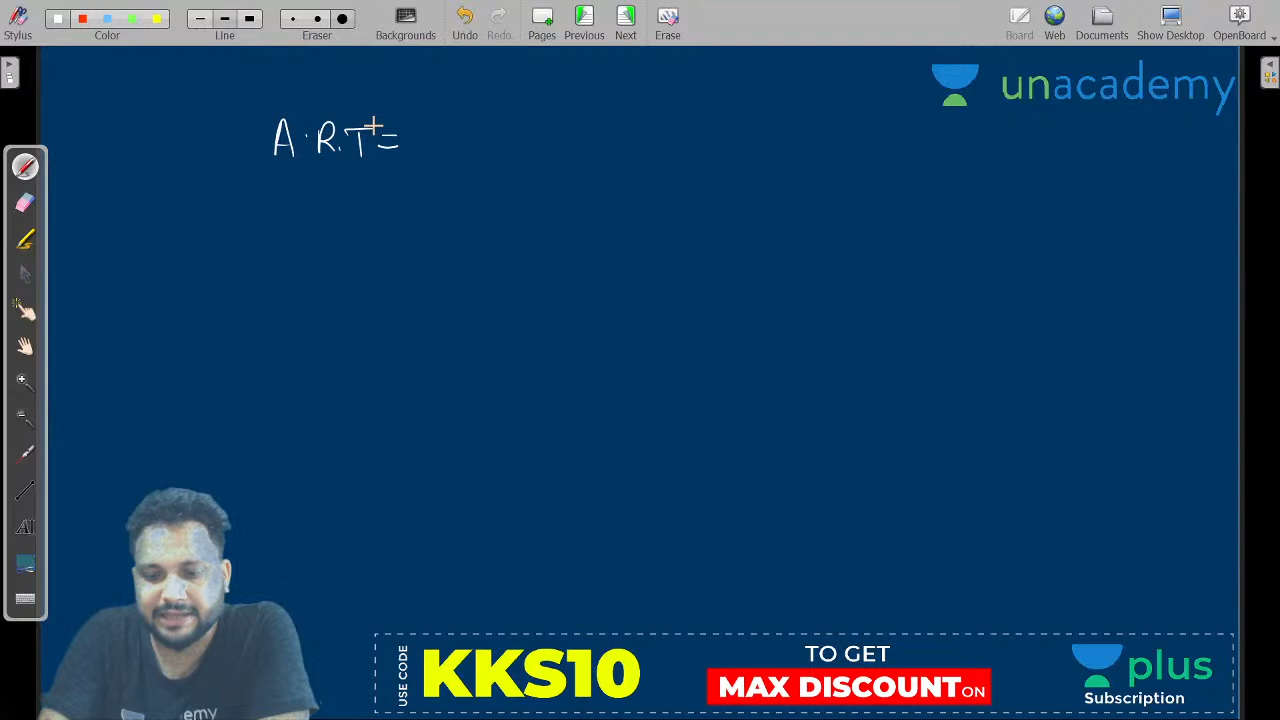 Stylus Color Line Eraser Backgrounds Undo Redo Pages Previous Next Erase Board Web Documents Show Desktop OpenBoard
unacademy
A.R.T =
USE CODE
KKS10
TO GET
MAX DISCOUNT ON
plus
Subscription